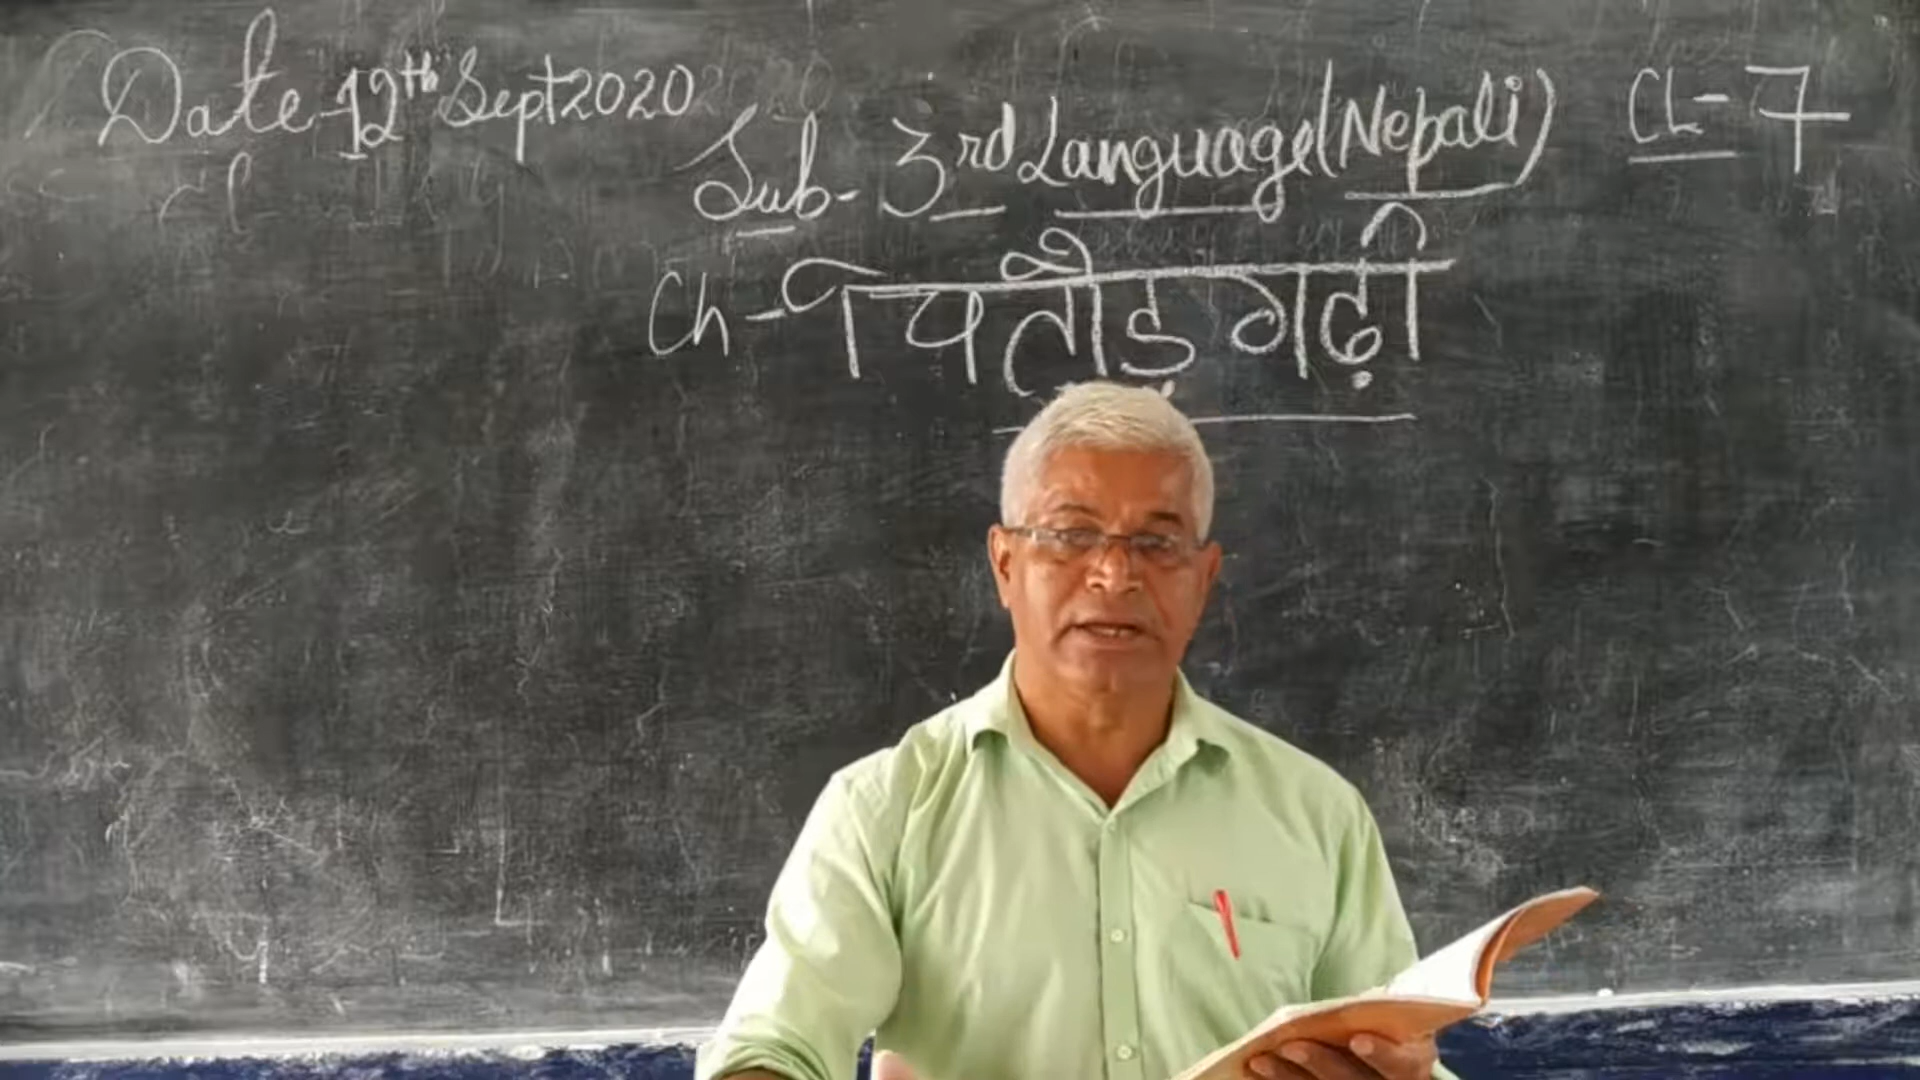 Date 12th Sept 2020
Sub- 3rd Language (Nepali) Cl- 7
Ch- चितौड़ गढ़ी